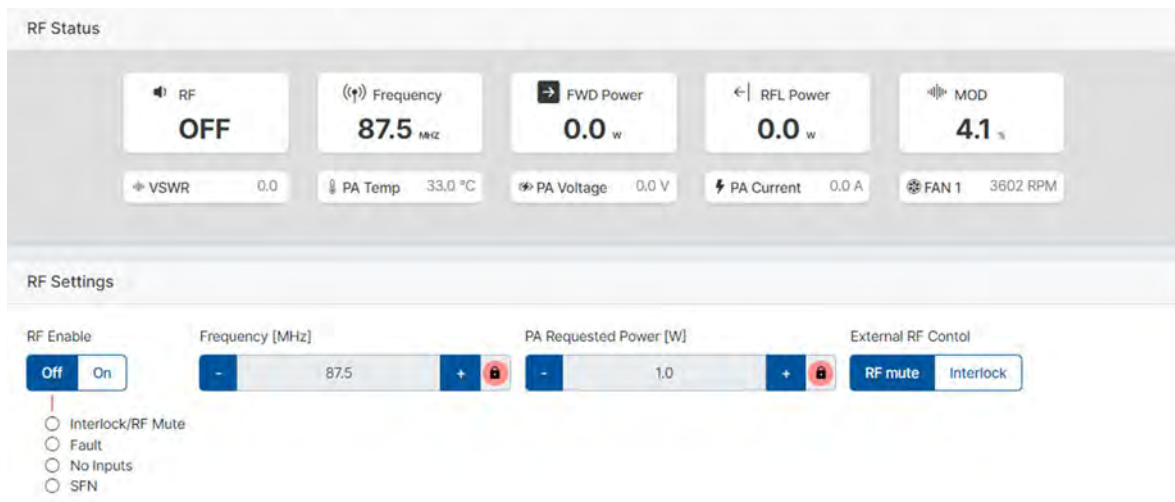 RF Status
RF
OFF
Frequency
87.5 MHZ
FWD Power
0.0 W
RFL Power
0.0 W
MOD
4.1 %
VSWR 0.0
PA Temp 33.0 °C
PA Voltage 0.0 V
PA Current 0.0 A
FAN 1 3602 RPM
RF Settings
RF Enable
Off On
Frequency [MHz]
- 87.5 +
PA Requested Power [W]
- 1.0 +
External RF Contol
RF mute Interlock
Interlock/RF Mute
Fault
No Inputs
SFN